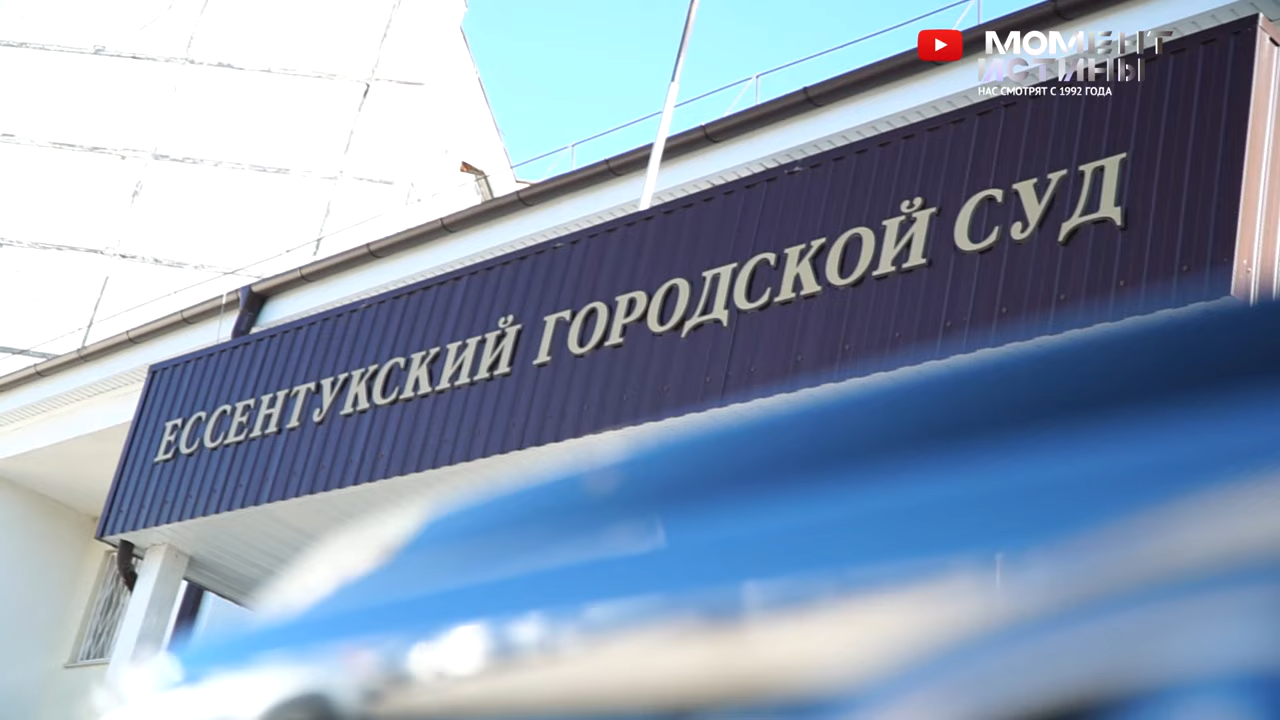 МОМЕНТ
ИСТИНЫ
НАС СМОТРЯТ С 1992 ГОДА
ЕССЕНТУКСКИЙ ГОРОДСКОЙ СУД